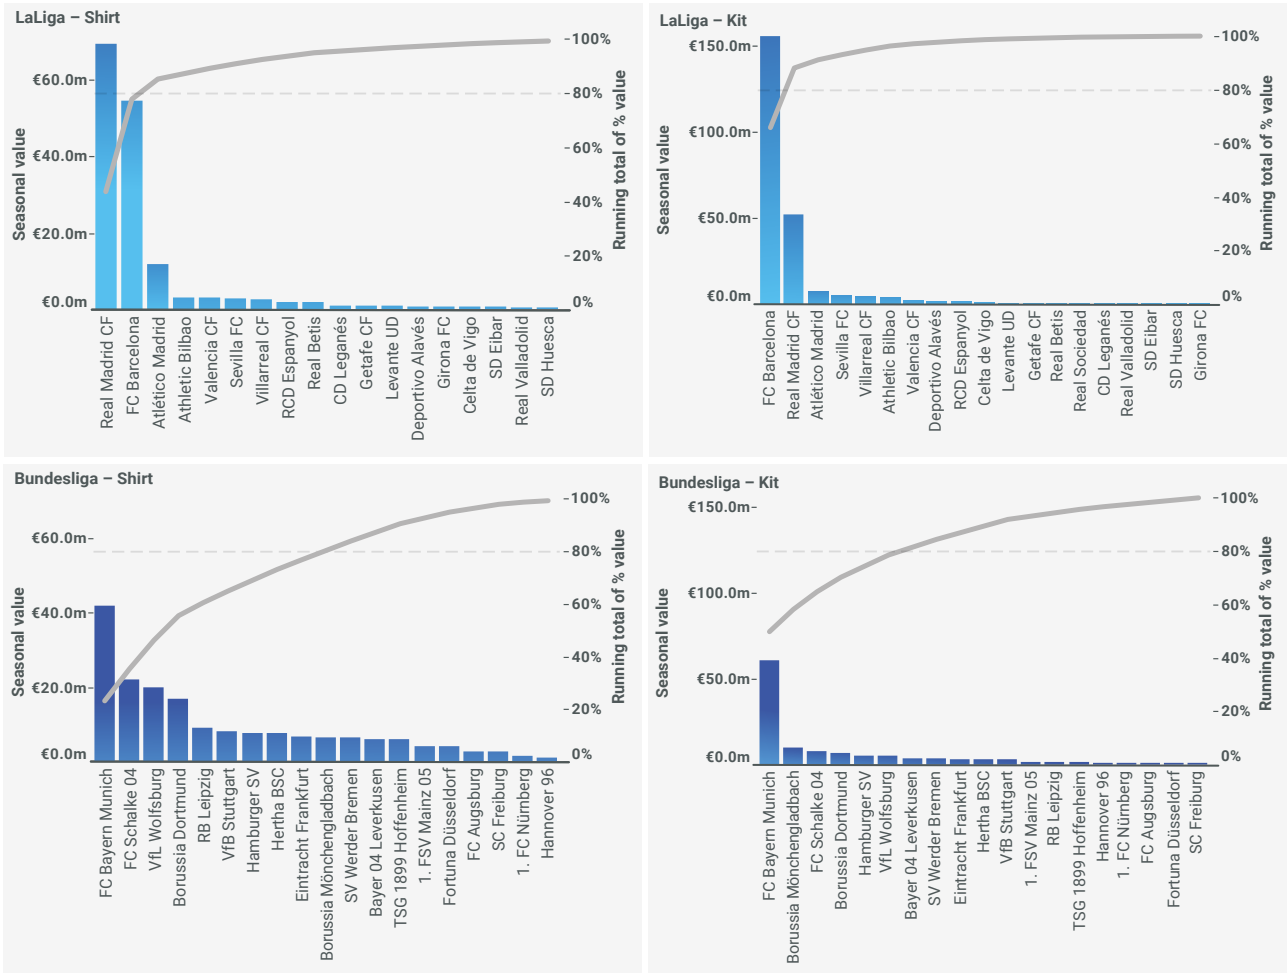 LaLiga – Shirt
Seasonal value
€60.0m
€40.0m
€20.0m
€0.0m
100%
80%
60%
40%
20%
0%
Running total of % value
Real Madrid CF
FC Barcelona
Atlético Madrid
Athletic Bilbao
Valencia CF
Sevilla FC
Villarreal CF
RCD Espanyol
Real Betis
CD Leganés
Getafe CF
Levante UD
Deportivo Alavés
Girona FC
Celta de Vigo
SD Eibar
Real Valladolid
SD Huesca
LaLiga – Kit
Seasonal value
€150.0m
€100.0m
€50.0m
€0.0m
100%
80%
60%
40%
20%
0%
Running total of % value
FC Barcelona
Real Madrid CF
Atlético Madrid
Sevilla FC
Villarreal CF
Athletic Bilbao
Valencia CF
Deportivo Alavés
RCD Espanyol
Celta de Vigo
Levante UD
Getafe CF
Real Betis
Real Sociedad
CD Leganés
Real Valladolid
SD Eibar
SD Huesca
Girona FC
Bundesliga – Shirt
Seasonal value
€60.0m
€40.0m
€20.0m
€0.0m
100%
80%
60%
40%
20%
0%
Running total of % value
FC Bayern Munich
FC Schalke 04
VfL Wolfsburg
Borussia Dortmund
RB Leipzig
VfB Stuttgart
Hamburger SV
Hertha BSC
Eintracht Frankfurt
Borussia Mönchengladbach
SV Werder Bremen
Bayer 04 Leverkusen
TSG 1899 Hoffenheim
1. FSV Mainz 05
Fortuna Düsseldorf
FC Augsburg
SC Freiburg
1. FC Nürnberg
Hannover 96
Bundesliga – Kit
Seasonal value
€150.0m
€100.0m
€50.0m
€0.0m
100%
80%
60%
40%
20%
0%
Running total of % value
FC Bayern Munich
Borussia Mönchengladbach
FC Schalke 04
Borussia Dortmund
Hamburger SV
VfL Wolfsburg
Bayer 04 Leverkusen
SV Werder Bremen
Eintracht Frankfurt
Hertha BSC
VfB Stuttgart
1. FSV Mainz 05
RB Leipzig
TSG 1899 Hoffenheim
Hannover 96
1. FC Nürnberg
FC Augsburg
Fortuna Düsseldorf
SC Freiburg